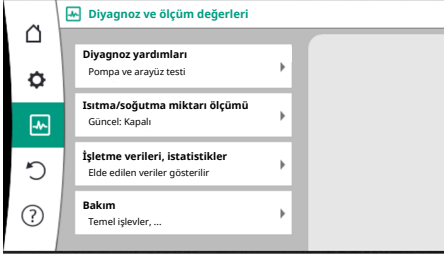 Diyagnoz ve ölçüm değerleri
Diyagnoz yardımları
Pompa ve arayüz testi
Isıtma/soğutma miktarı ölçümü
Güncel: Kapalı
İşletme verileri, istatistikler
Elde edilen veriler gösterilir
Bakım
Temel işlevler, ...
?